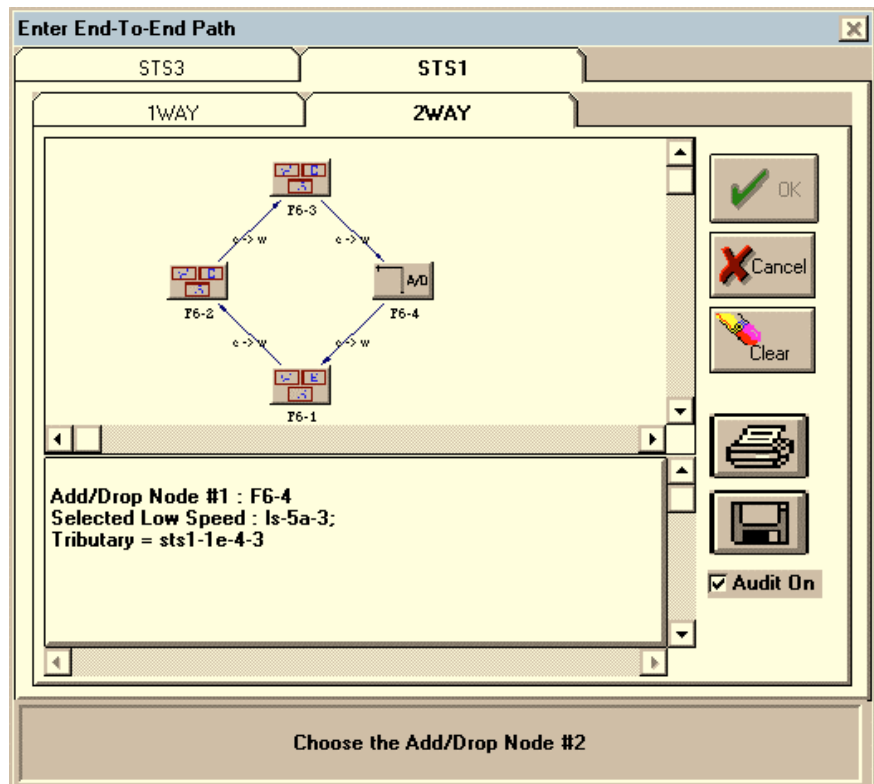 Enter End-To-End Path
STS3
STS1
1WAY
2WAY
F6-3
e -> w
e -> w
F6-2
A/D
F6-4
e -> w
e -> w
F6-1
OK
Cancel
Clear
Add/Drop Node #1 : F6-4
Selected Low Speed : ls-5a-3;
Tributary = sts1-1e-4-3
Audit On
Choose the Add/Drop Node #2